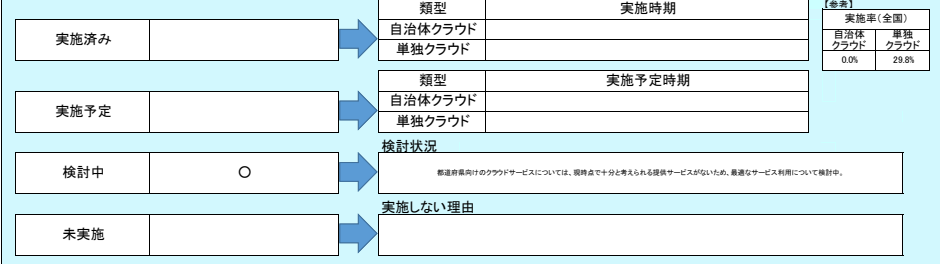 類型 実施時期
【参考】
実施率(全国)
自治体クラウド 単独クラウド
0.0% 29.8%
実施済み
自治体クラウド
単独クラウド
類型 実施予定時期
実施予定
自治体クラウド
単独クラウド
検討状況
検討中 ○
都道府県向けのクラウドサービスについては、現時点で十分と考えられる提供サービスがないため、最適なサービス利用について検討中。
実施しない理由
未実施